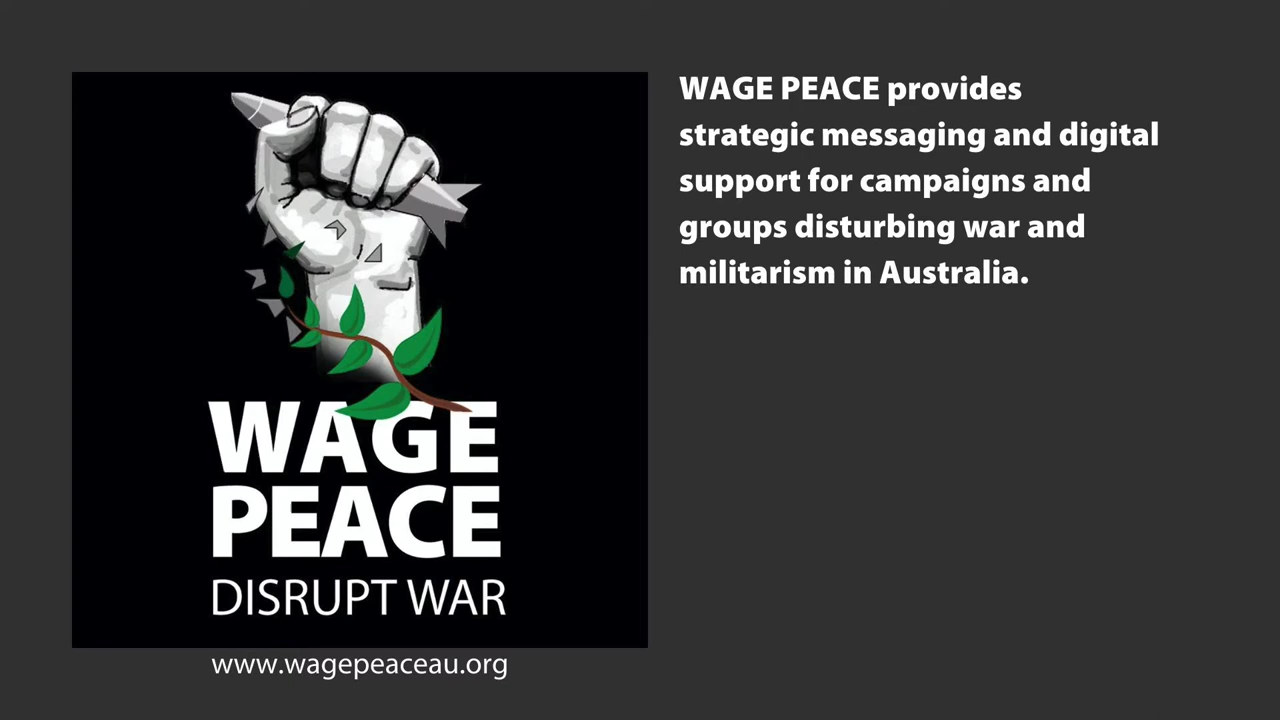 WAGE
PEACE
DISRUPT WAR
www.wagepeaceau.org
WAGE PEACE provides
strategic messaging and digital
support for campaigns and
groups disturbing war and
militarism in Australia.